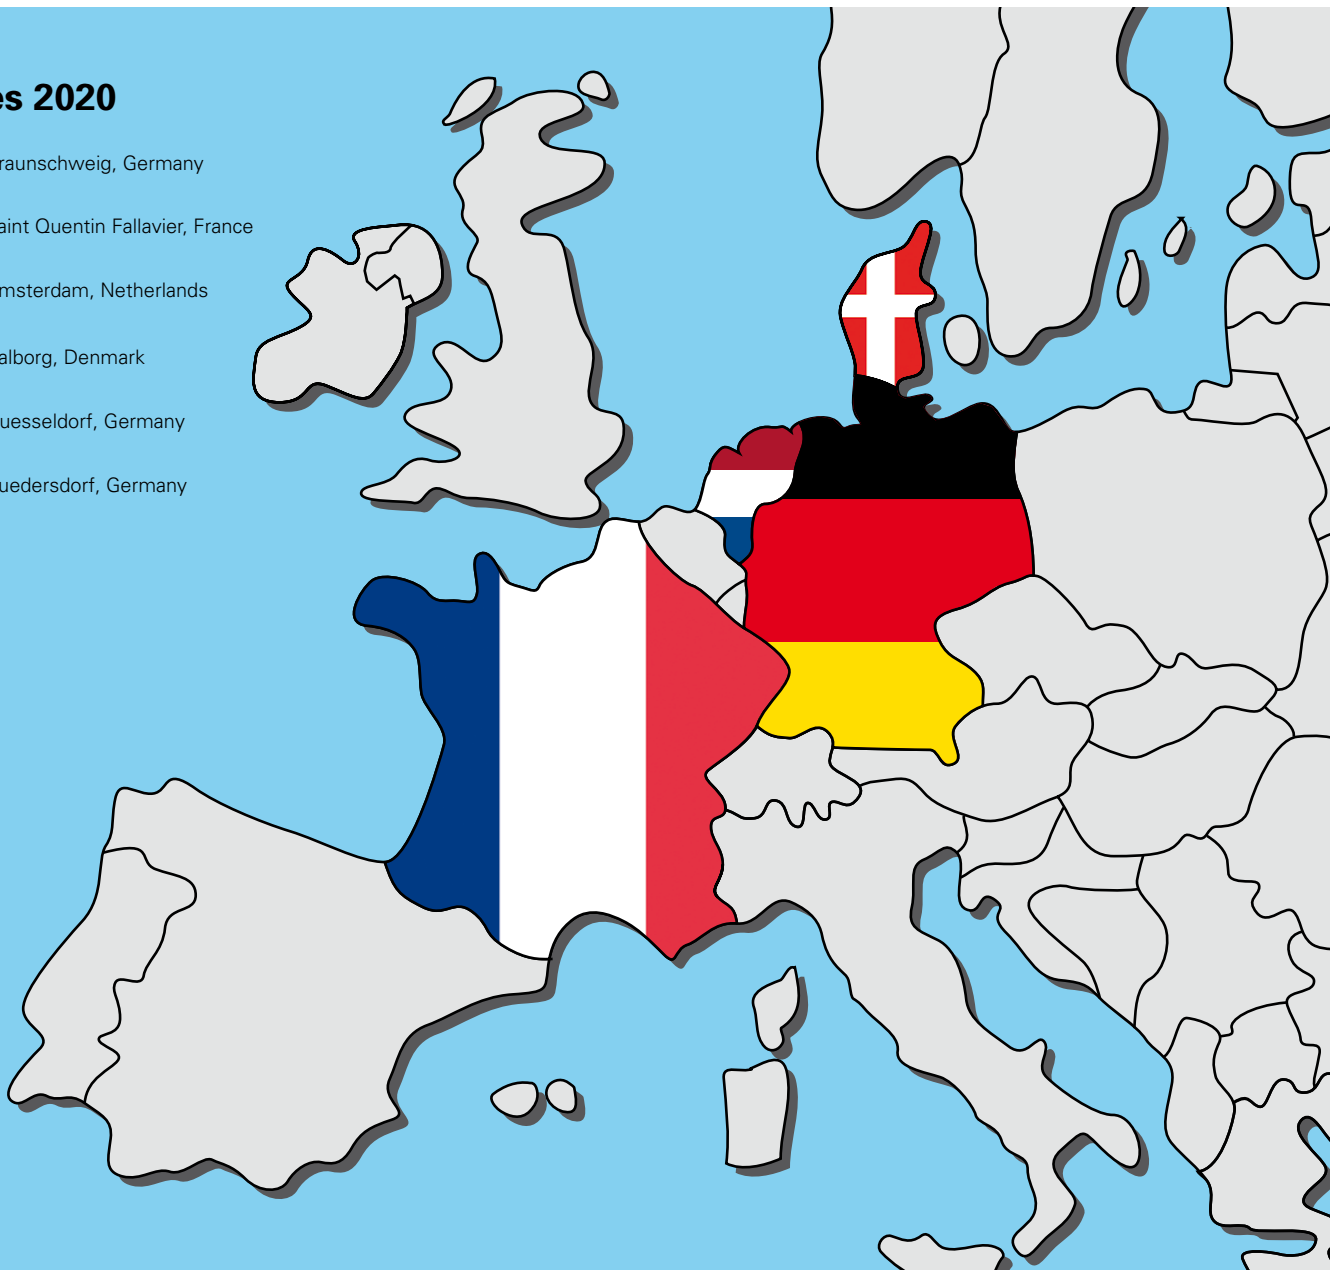 es 2020
raunschweig, Germany
aint Quentin Fallavier, France
msterdam, Netherlands
alborg, Denmark
uesseldorf, Germany
uedersdorf, Germany